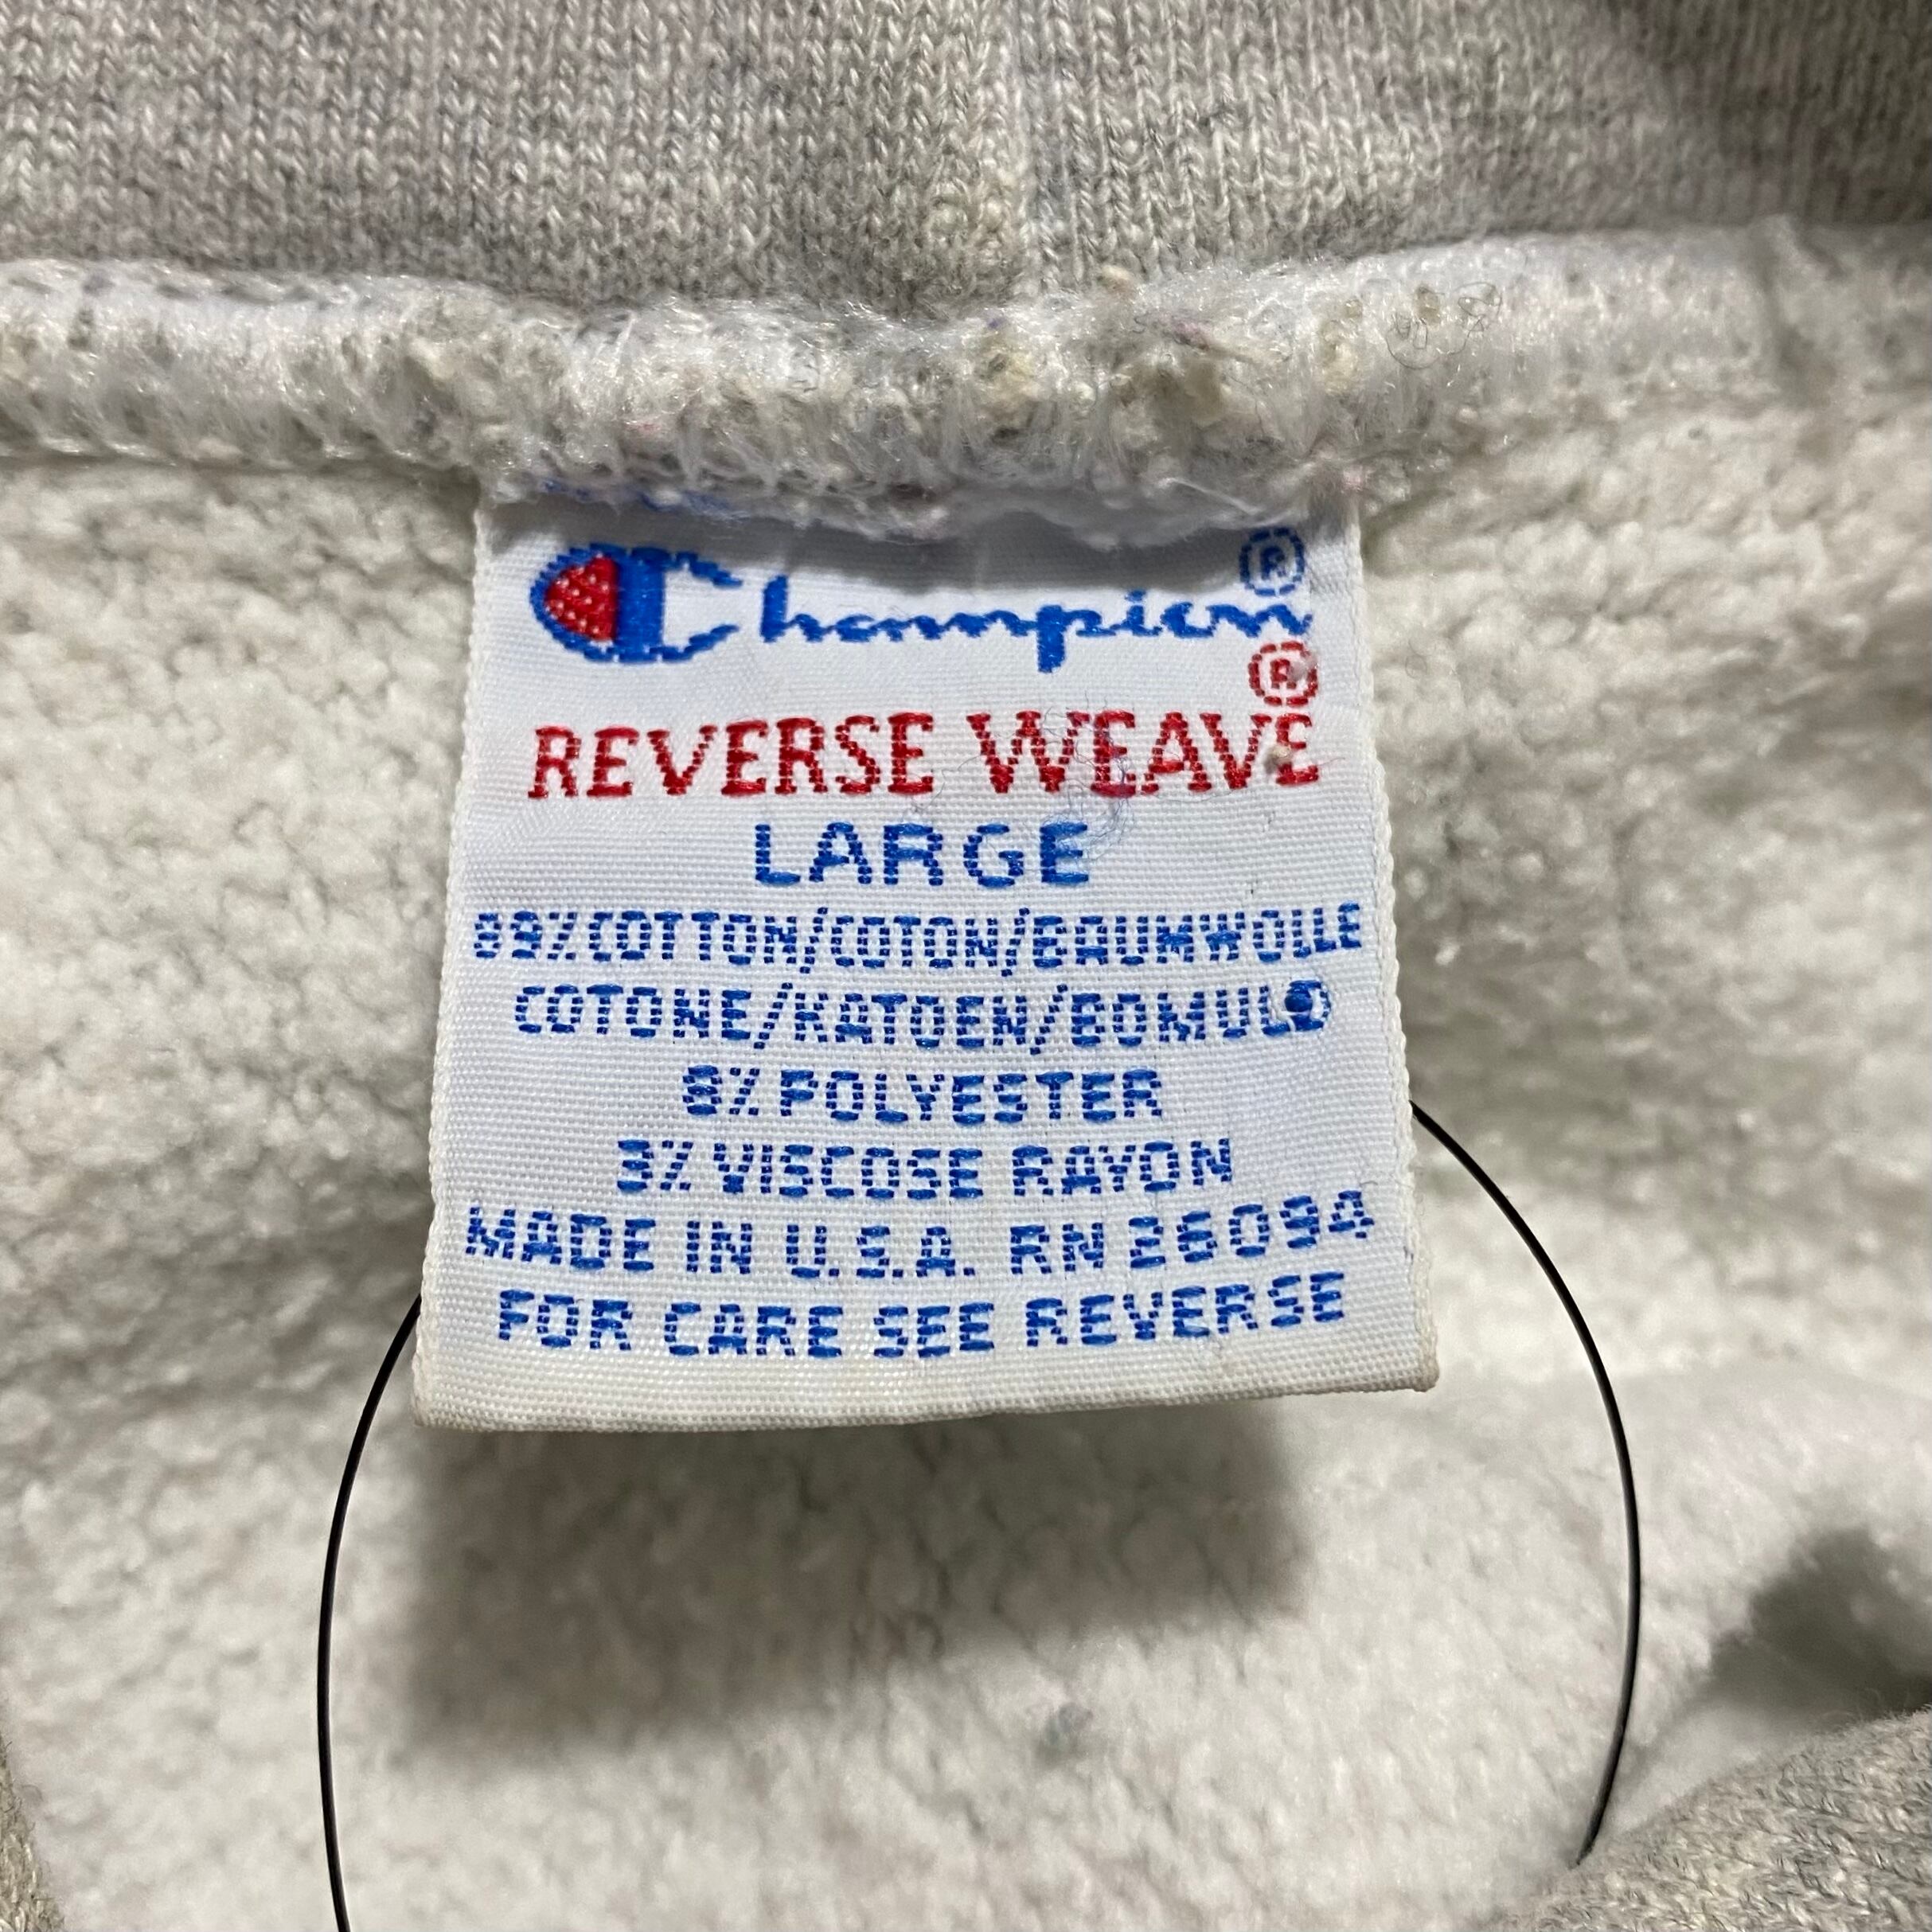 Champion®
REVERSE WEAVE®
LARGE
89% COTTON/COTON/BAUMWOLLE
COTONE/KATOEN/BOMULD
8% POLYESTER
3% VISCOSE RAYON
MADE IN U.S.A. RN 26094
FOR CARE SEE REVERSE